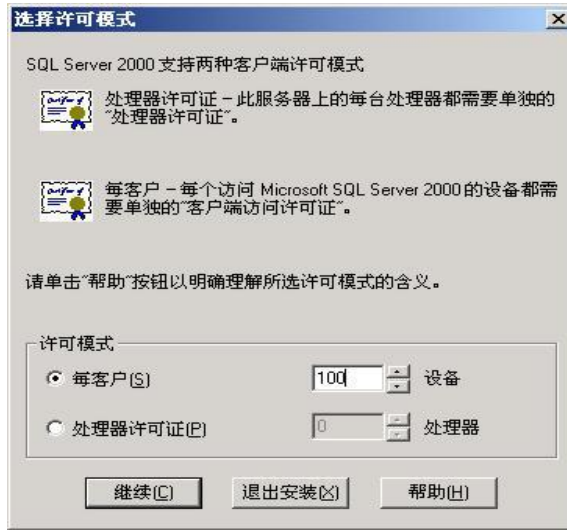 选择许可模式
SQL Server 2000 支持两种客户端许可模式
处理器许可证 - 此服务器上的每台处理器都需要单独的
"处理器许可证"。
每客户 - 每个访问 Microsoft SQL Server 2000 的设备都需
要单独的"客户端访问许可证"。
请单击"帮助"按钮以明确理解所选许可模式的含义。
许可模式
每客户(S) 100 设备
处理器许可证(P) 0 处理器
继续(C) 退出安装(X) 帮助(H)